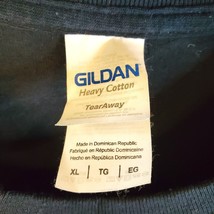 GILDAN
Heavy Cotton
TearAway
Made in Dominican Republic
Fabriqué en République Dominicaine
Hecho en República Dominicana
XL TG EG